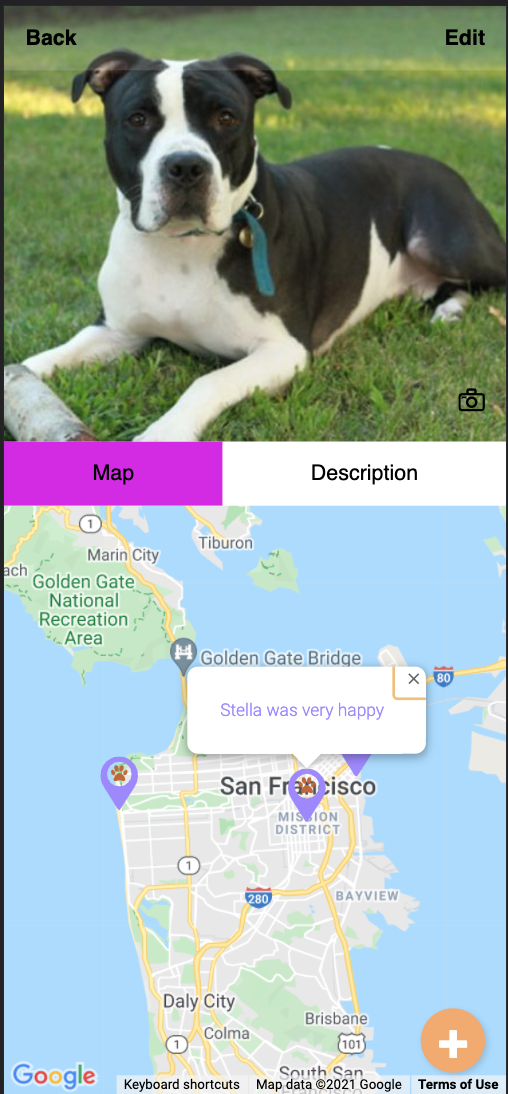 Back
Edit
Map
Description
1
Tiburon
Marin City
ach
Golden Gate
National
Recreation
Area
Golden Gate Bridge
80
Stella was very happy
San Francisco
MISSION
DISTRICT
1
280
BAYVIEW
Daly City
Brisbane
Colma
1
101
South San
Francisco
Google
Keyboard shortcuts
Map data ©2021 Google
Terms of Use